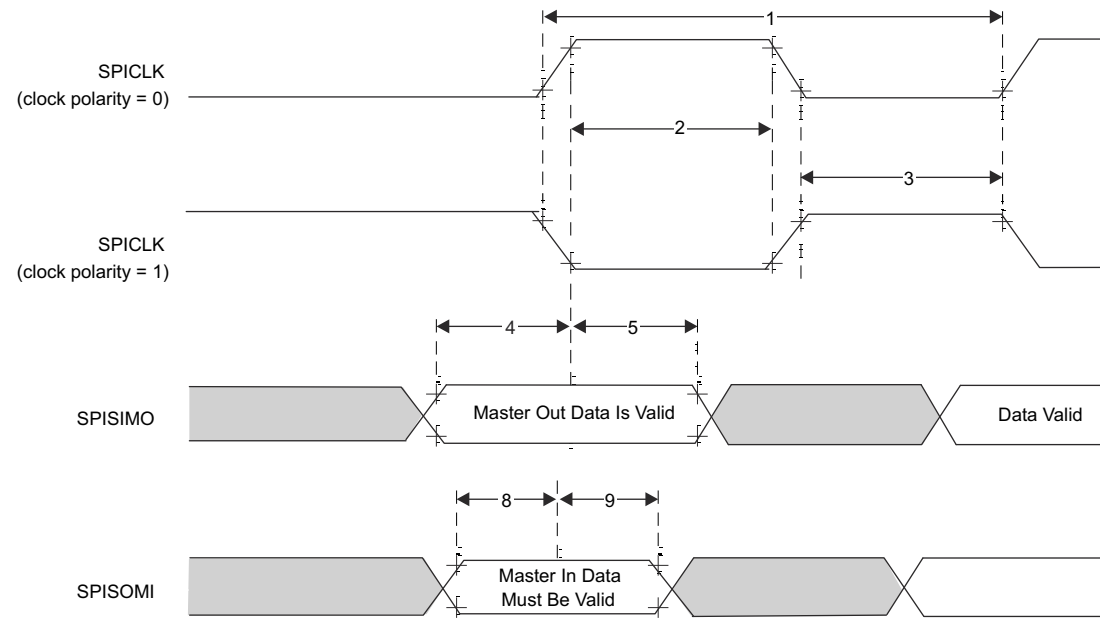 1
SPICLK
(clock polarity = 0)
2
3
SPICLK
(clock polarity = 1)
4
5
SPISIMO
Master Out Data Is Valid
Data Valid
8
9
SPISOMI
Master In Data
Must Be Valid